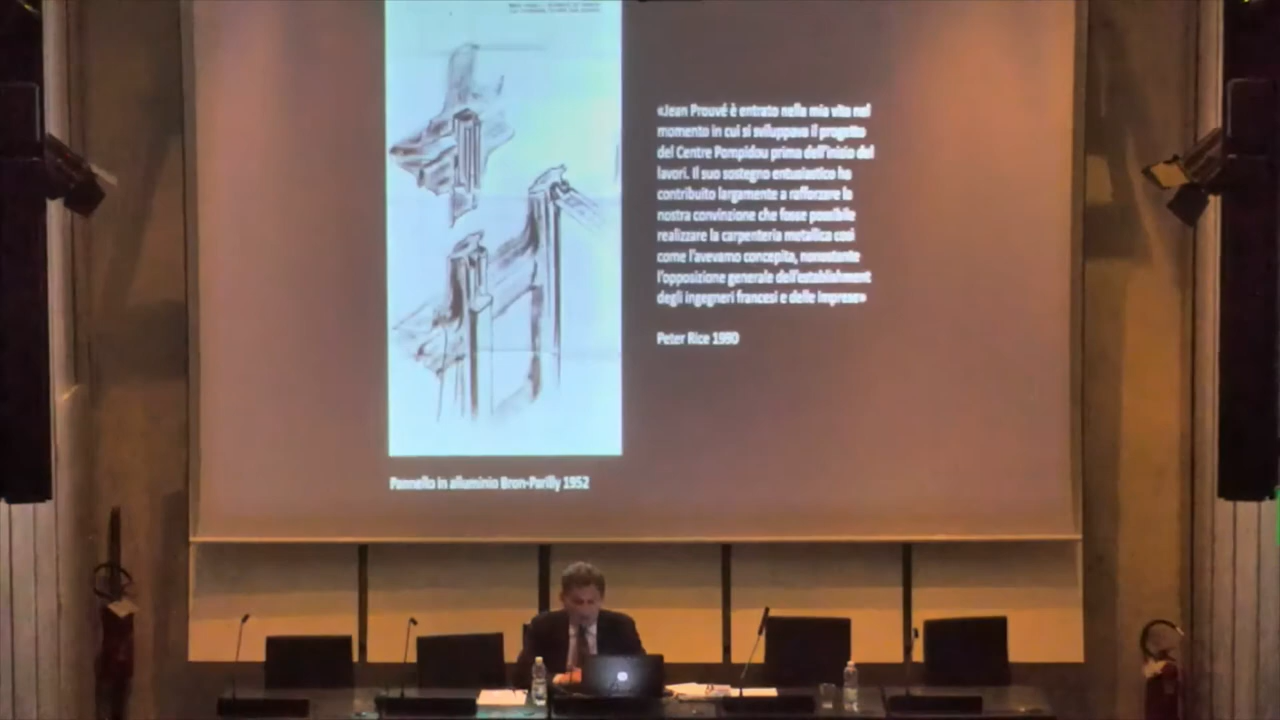 «Jean Prouvé è entrato nella mia vita nel
momento in cui si sviluppava il progetto
del Centre Pompidou prima dell'inizio dei
lavori. Il suo sostegno entusiastico ha
contribuito largamente a rafforzare la
nostra convinzione che fosse possibile
realizzare la carpenteria metallica così
come l'avevamo concepita, nonostante
l'opposizione generale dell'establishment
degli ingegneri francesi e delle imprese»
Peter Rice 1990
Pannello in alluminio Bron-Parilly 1952